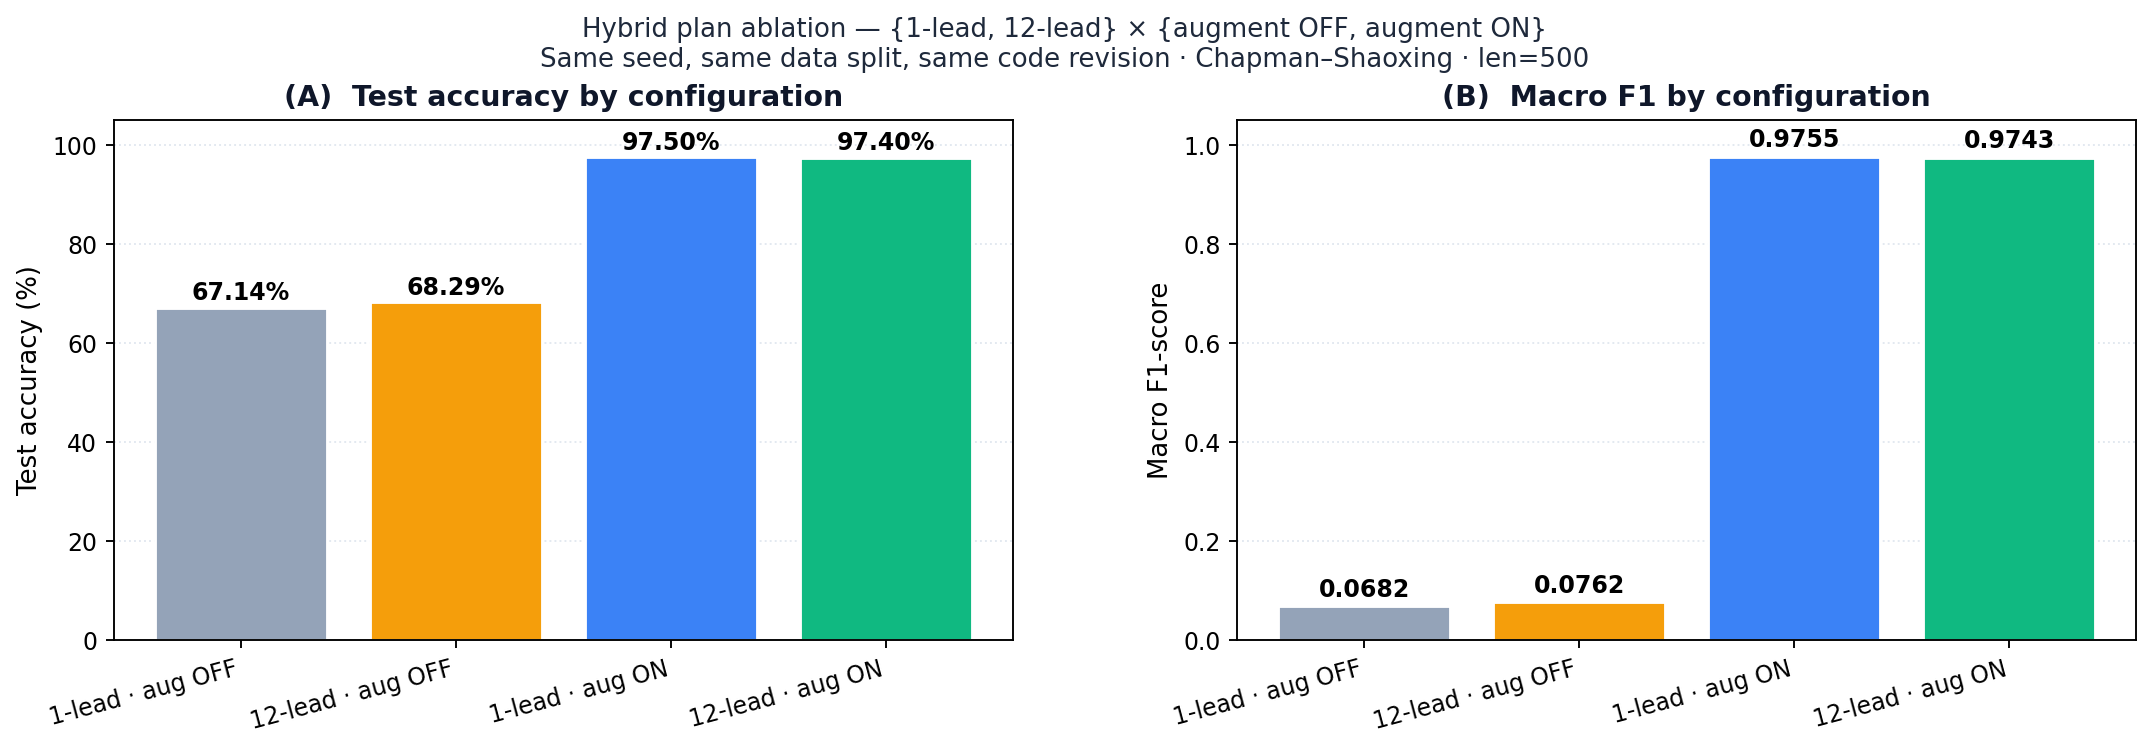 Hybrid plan ablation — {1-lead, 12-lead} × {augment OFF, augment ON}
Same seed, same data split, same code revision · Chapman–Shaoxing · len=500
(A)  Test accuracy by configuration
Test accuracy (%)
100
80
60
40
20
0
67.14%
68.29%
97.50%
97.40%
1-lead · aug OFF
12-lead · aug OFF
1-lead · aug ON
12-lead · aug ON
(B)  Macro F1 by configuration
Macro F1-score
1.0
0.8
0.6
0.4
0.2
0.0
0.0682
0.0762
0.9755
0.9743
1-lead · aug OFF
12-lead · aug OFF
1-lead · aug ON
12-lead · aug ON